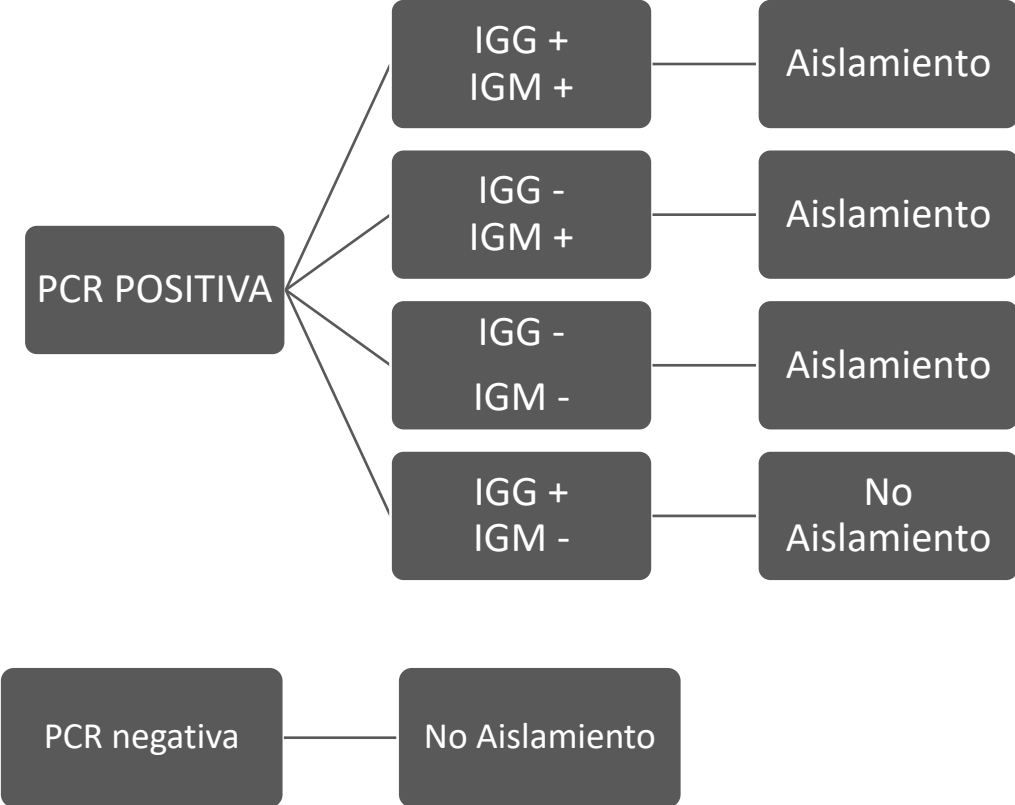 PCR POSITIVA
IGG +
IGM +
Aislamiento
IGG -
IGM +
Aislamiento
IGG -
IGM -
Aislamiento
IGG +
IGM -
No
Aislamiento
PCR negativa
No Aislamiento